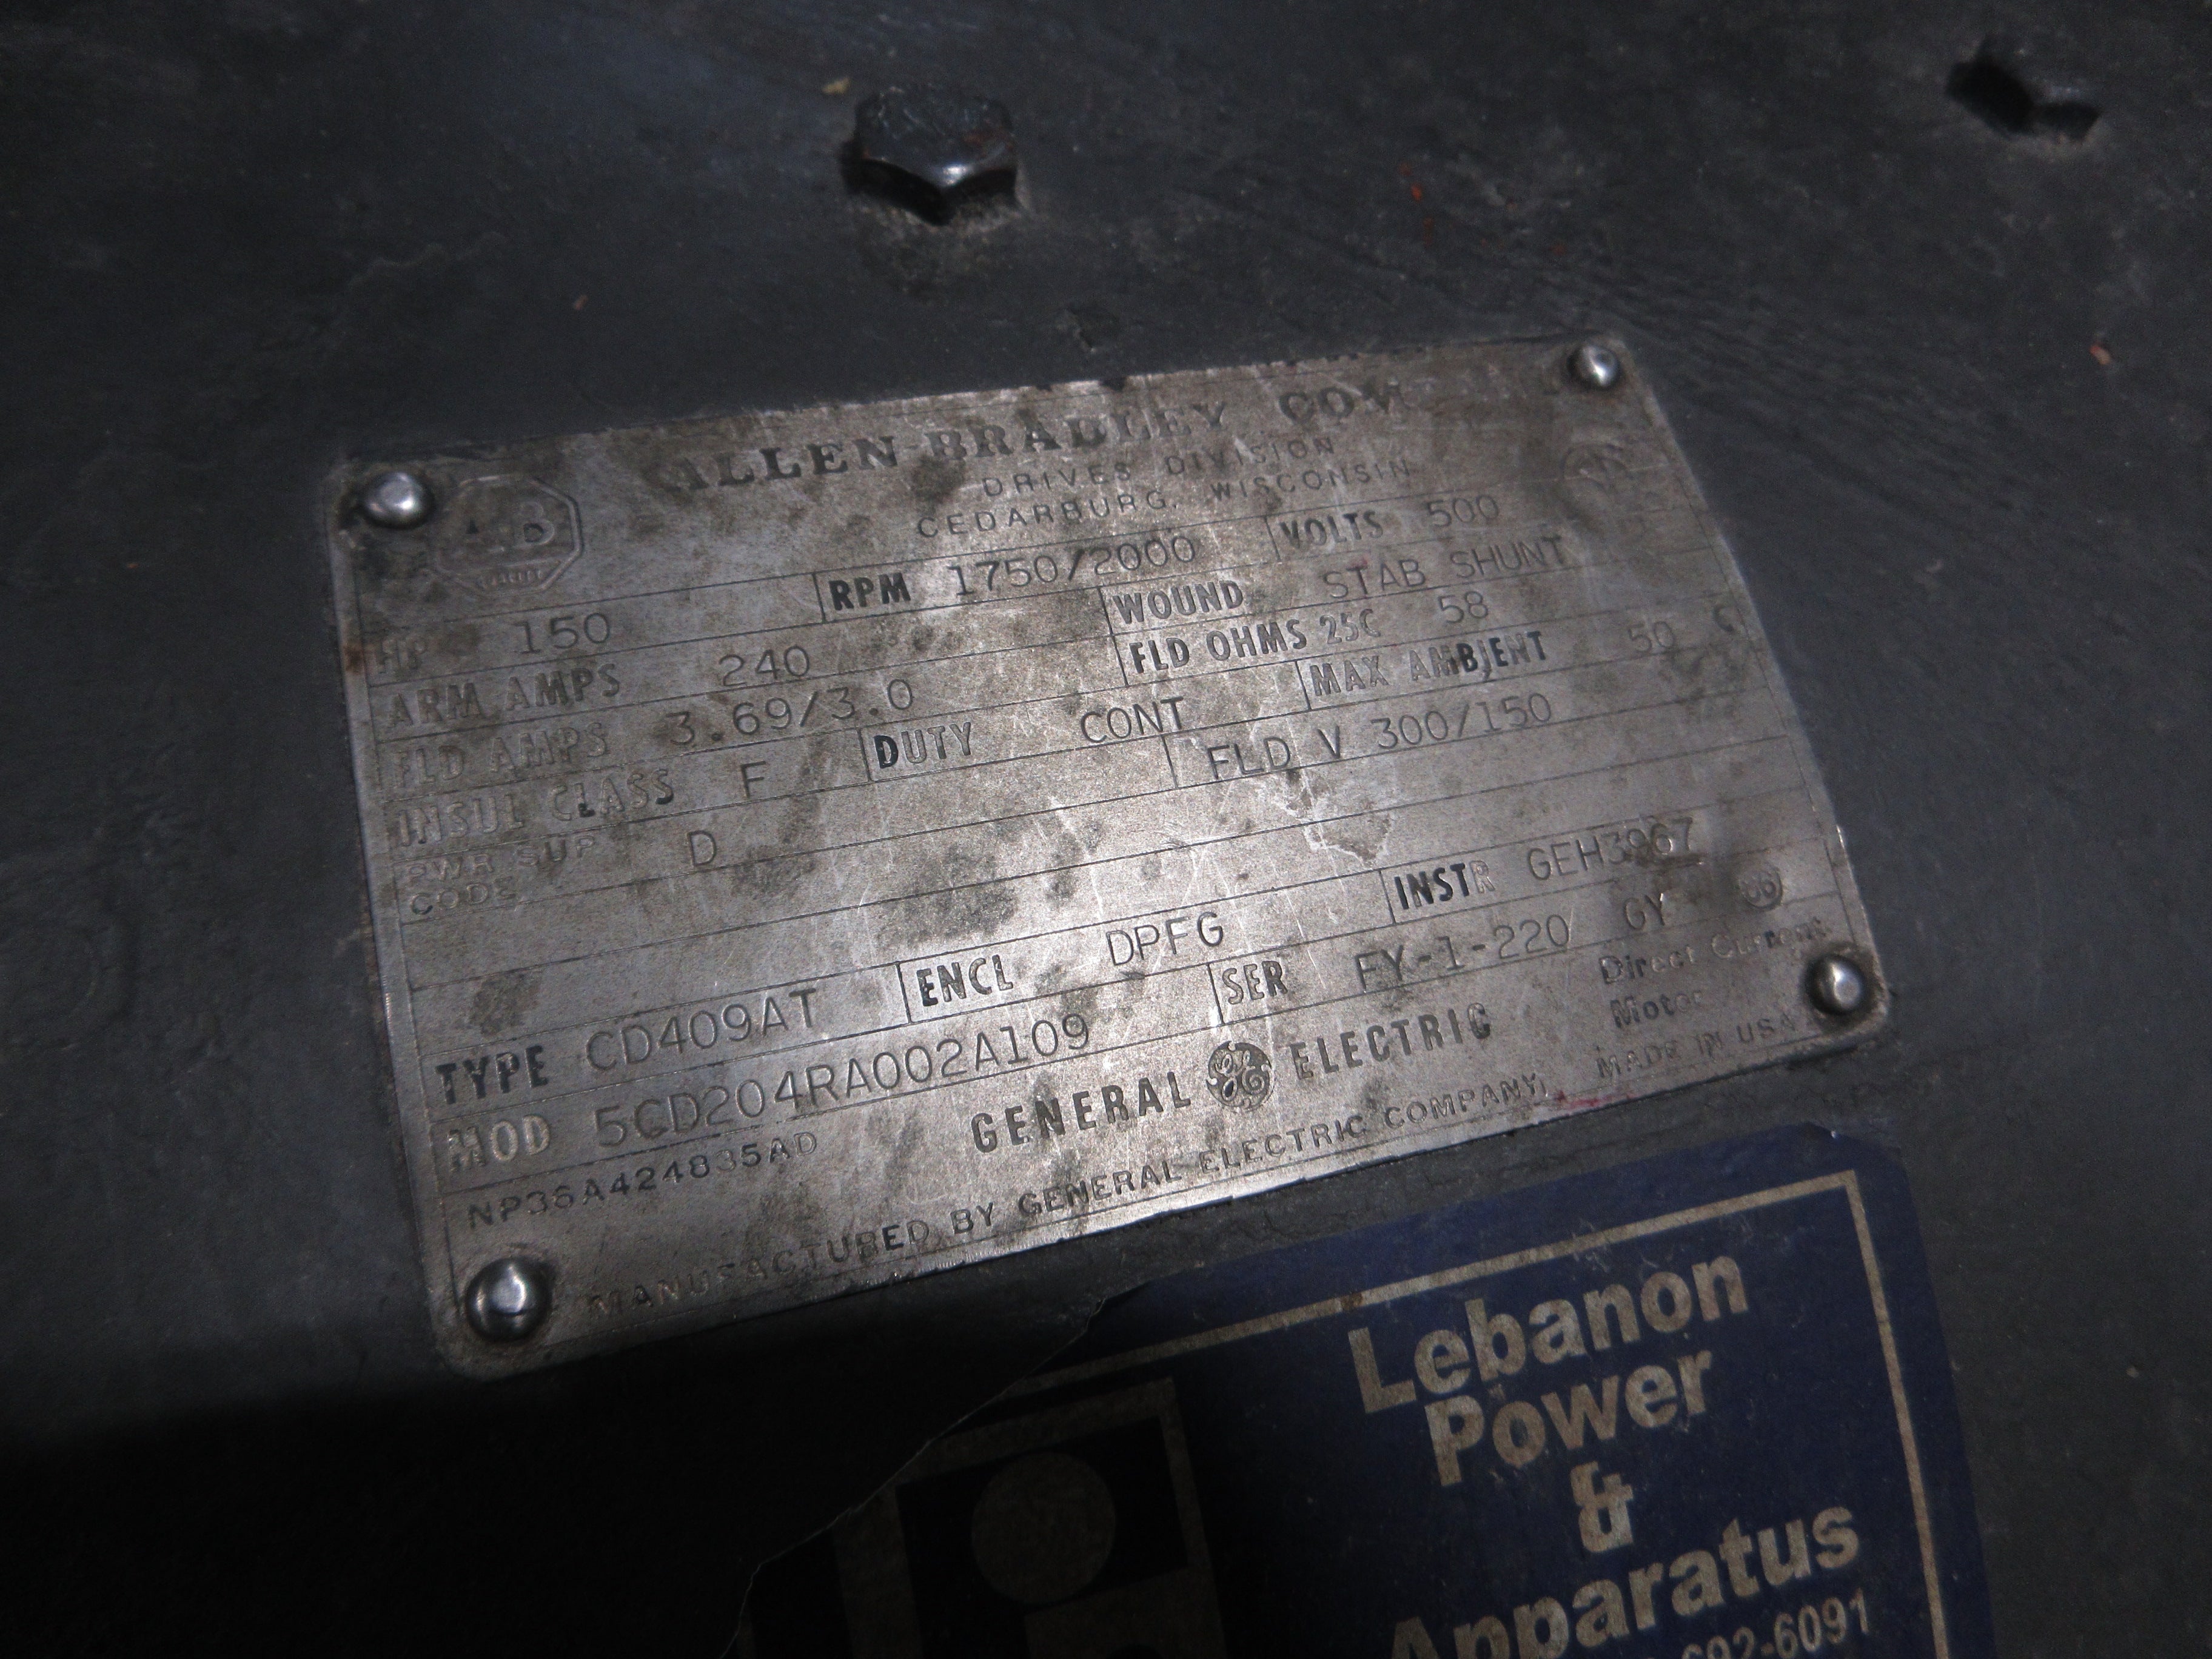 ALLEN-BRADLEY
DRIVES DIVISION
CEDARBURG, WISCONSIN
HP 150 RPM 1750/2000 VOLTS 500
ARM AMPS 240 WOUND STAB SHUNT
FLD AMPS 3.69/3.0 FLD OHMS 25C 58
INSUL CLASS F DUTY CONT MAX AMBIENT 50 C
PWR SUP CODE D FLD V 300/150
TYPE CD409AT ENCL DPFG INSTR GEH3967
MOD 5CD204RA002A109 SER FY-1-220 GY
NP36A424835AD GENERAL GE ELECTRIC Direct Current
Motor
MANUFACTURED BY GENERAL ELECTRIC COMPANY MADE IN USA
Lebanon
Power
&
Apparatus
692-6091